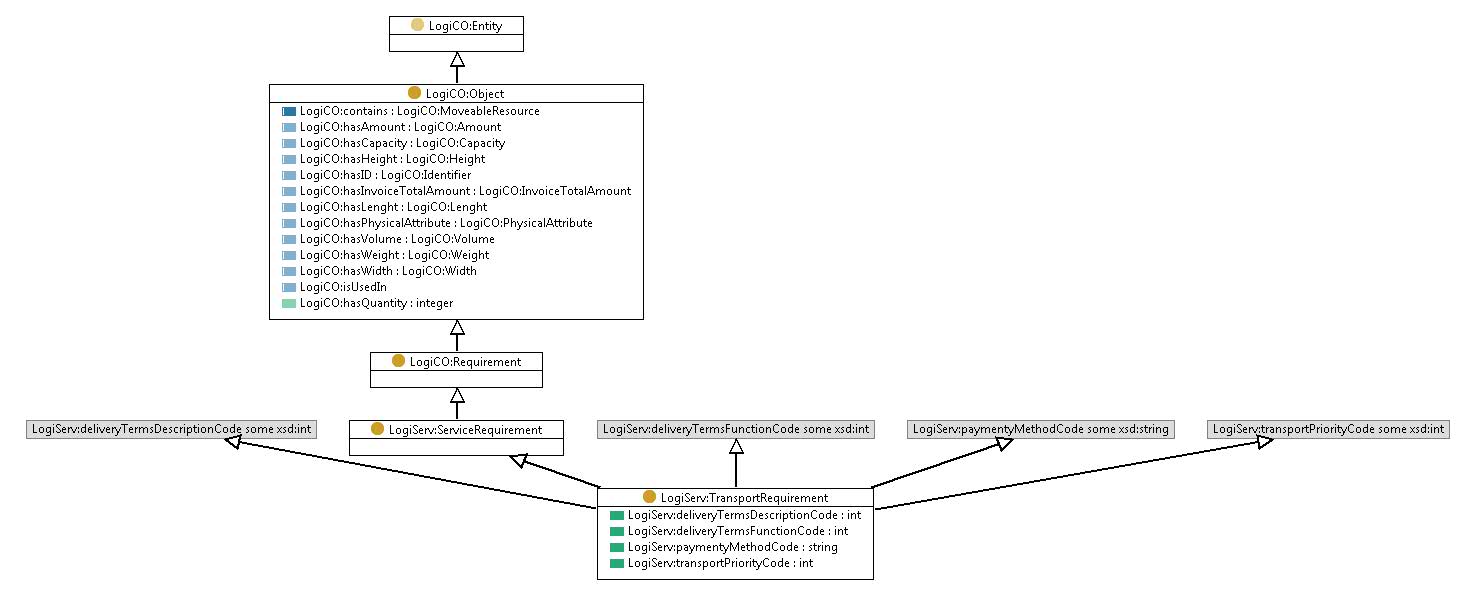 LogiCO:Entity
LogiCO:Object
LogiCO:contains : LogiCO:MoveableResource
LogiCO:hasAmount : LogiCO:Amount
LogiCO:hasCapacity : LogiCO:Capacity
LogiCO:hasHeight : LogiCO:Height
LogiCO:hasID : LogiCO:Identifier
LogiCO:hasInvoiceTotalAmount : LogiCO:InvoiceTotalAmount
LogiCO:hasLenght : LogiCO:Lenght
LogiCO:hasPhysicalAttribute : LogiCO:PhysicalAttribute
LogiCO:hasVolume : LogiCO:Volume
LogiCO:hasWeight : LogiCO:Weight
LogiCO:hasWidth : LogiCO:Width
LogiCO:isUsedIn
LogiCO:hasQuantity : integer
LogiCO:Requirement
LogiServ:deliveryTermsDescriptionCode some xsd:int
LogiServ:ServiceRequirement
LogiServ:deliveryTermsFunctionCode some xsd:int
LogiServ:paymentyMethodCode some xsd:string
LogiServ:transportPriorityCode some xsd:int
LogiServ:TransportRequirement
LogiServ:deliveryTermsDescriptionCode : int
LogiServ:deliveryTermsFunctionCode : int
LogiServ:paymentyMethodCode : string
LogiServ:transportPriorityCode : int